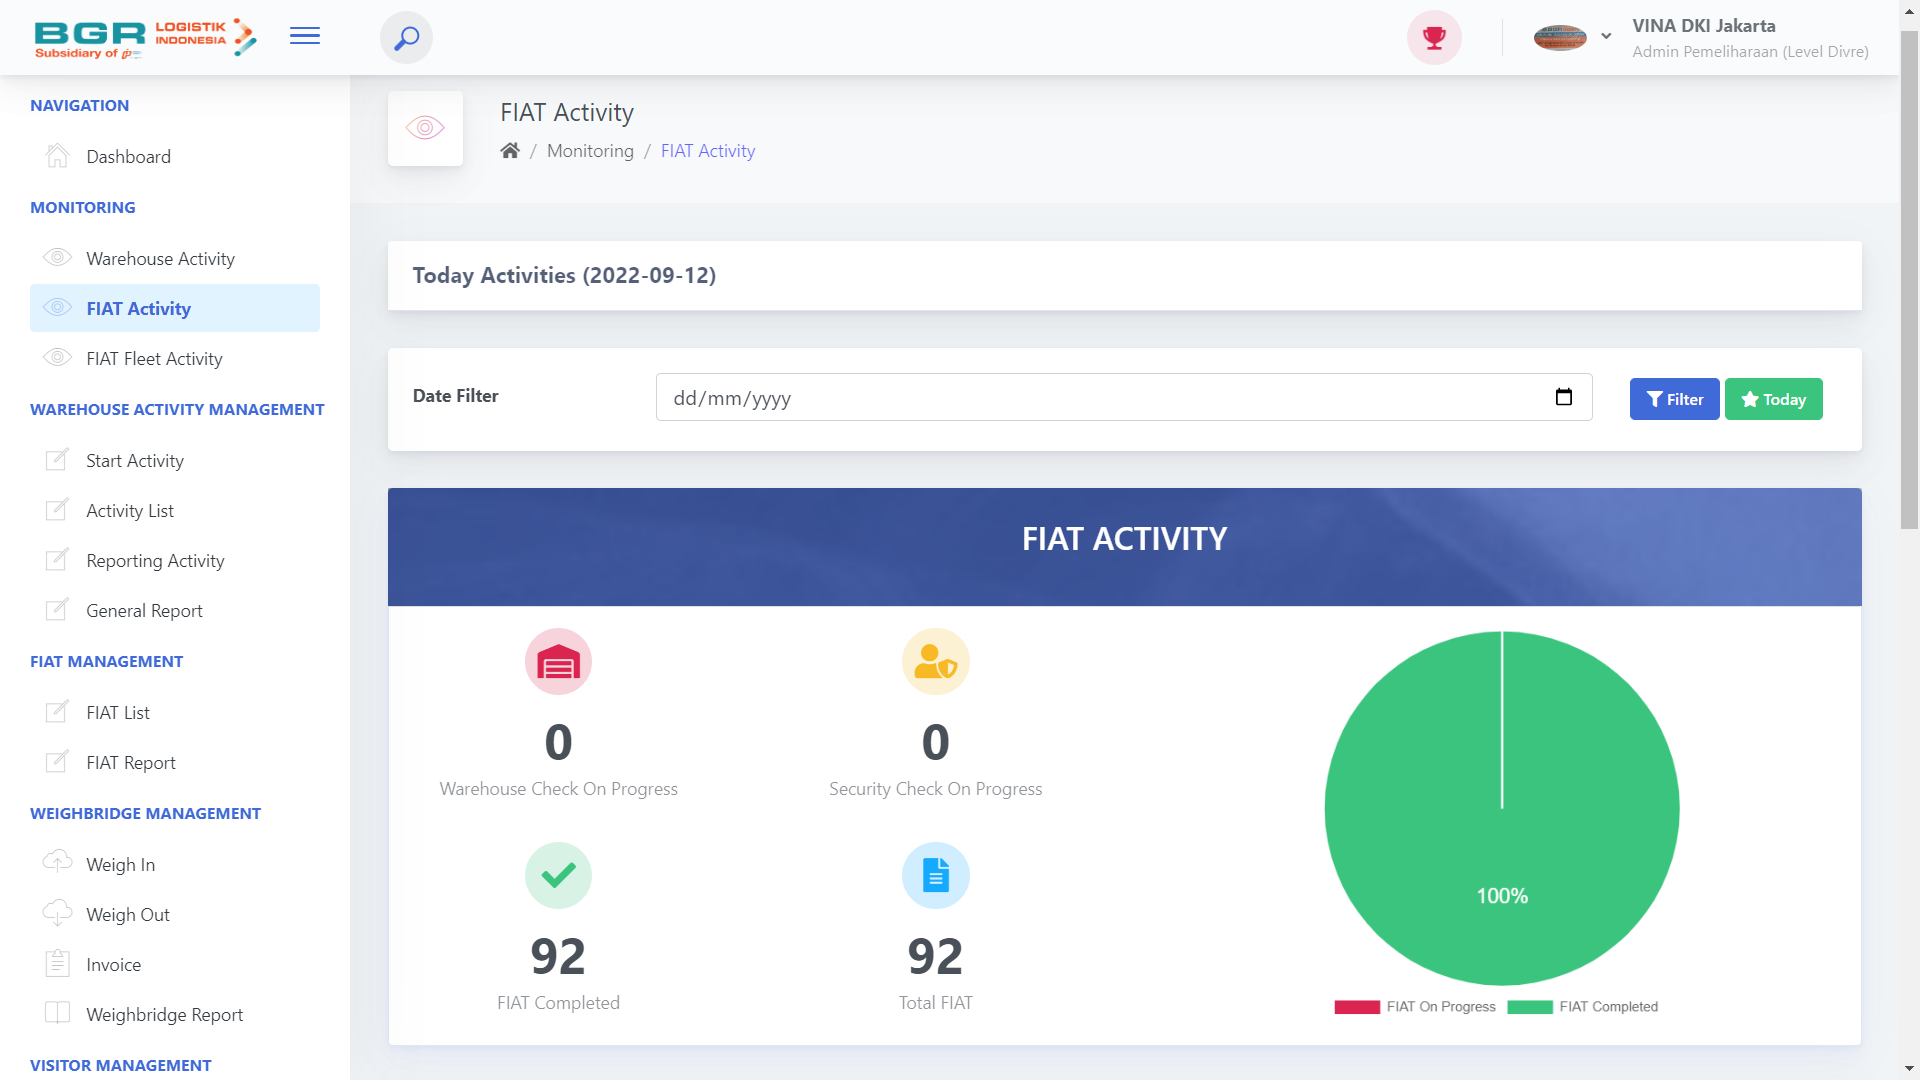 BGR LOGISTIK INDONESIA
Subsidiary of
VINA DKI Jakarta
Admin Pemeliharaan (Level Divre)
NAVIGATION
Dashboard
MONITORING
Warehouse Activity
FIAT Activity
FIAT Fleet Activity
WAREHOUSE ACTIVITY MANAGEMENT
Start Activity
Activity List
Reporting Activity
General Report
FIAT MANAGEMENT
FIAT List
FIAT Report
WEIGHBRIDGE MANAGEMENT
Weigh In
Weigh Out
Invoice
Weighbridge Report
VISITOR MANAGEMENT
FIAT Activity
/ Monitoring / FIAT Activity
Today Activities (2022-09-12)
Date Filter
dd/mm/yyyy
Filter
Today
FIAT ACTIVITY
0
Warehouse Check On Progress
0
Security Check On Progress
92
FIAT Completed
92
Total FIAT
100%
FIAT On Progress
FIAT Completed